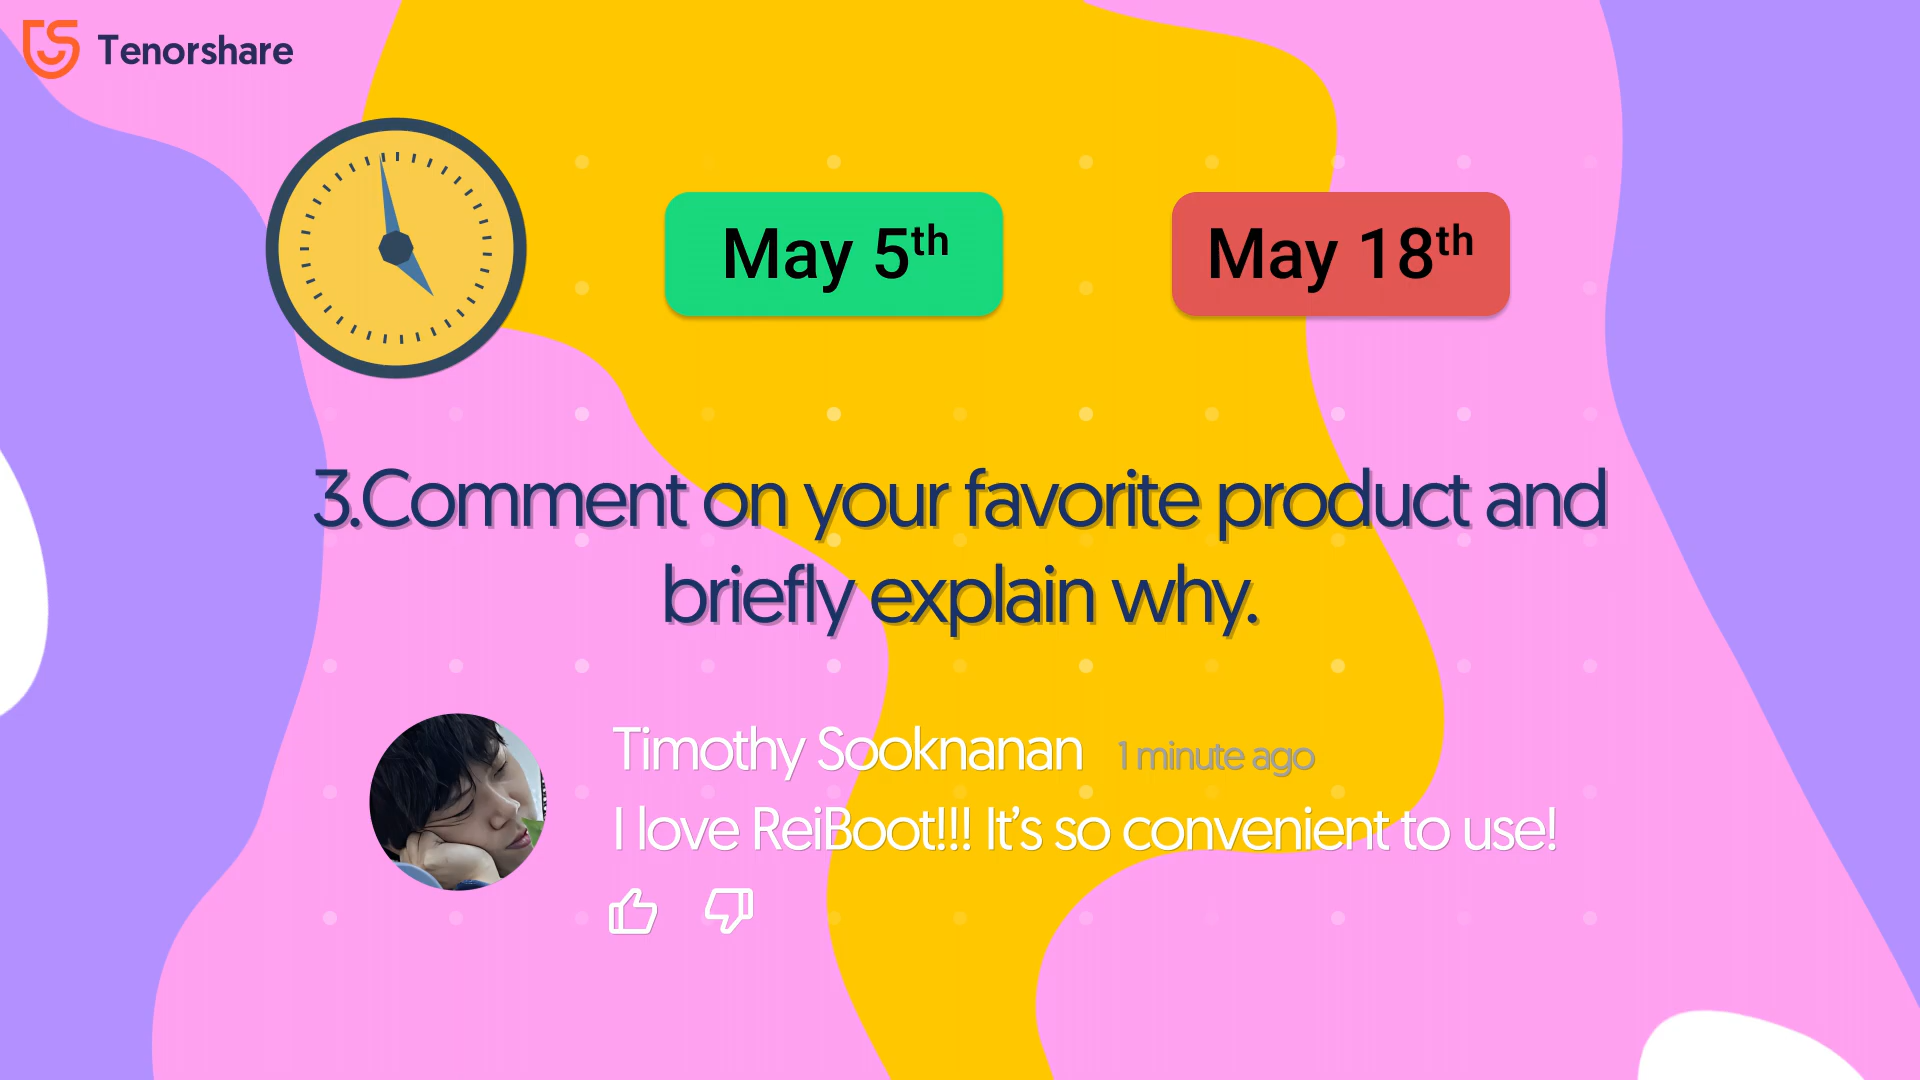 Tenorshare
May 5th
May 18th
3.Comment on your favorite product and
briefly explain why.
Timothy Sooknanan 1 minute ago
I love ReiBoot!!! It's so convenient to use!